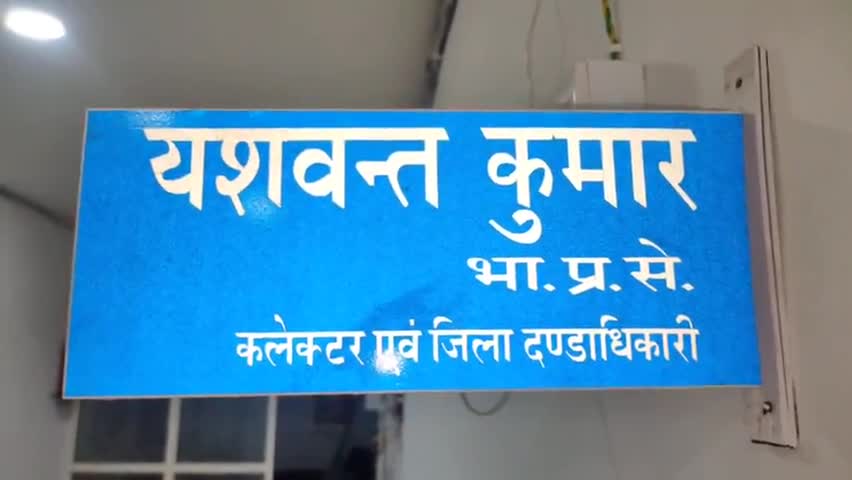 यशवन्त कुमार
भा.प्र.से.
कलेक्टर एवं जिला दण्डाधिकारी